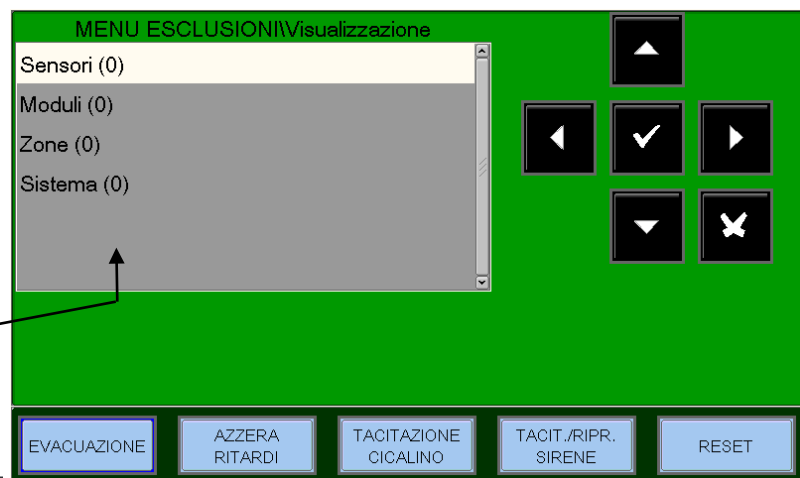 MENU ESCLUSIONI\Visualizzazione
Sensori (0)
Moduli (0)
Zone (0)
Sistema (0)
EVACUAZIONE
AZZERA
RITARDI
TACITAZIONE
CICALINO
TACIT./RIPR.
SIRENE
RESET